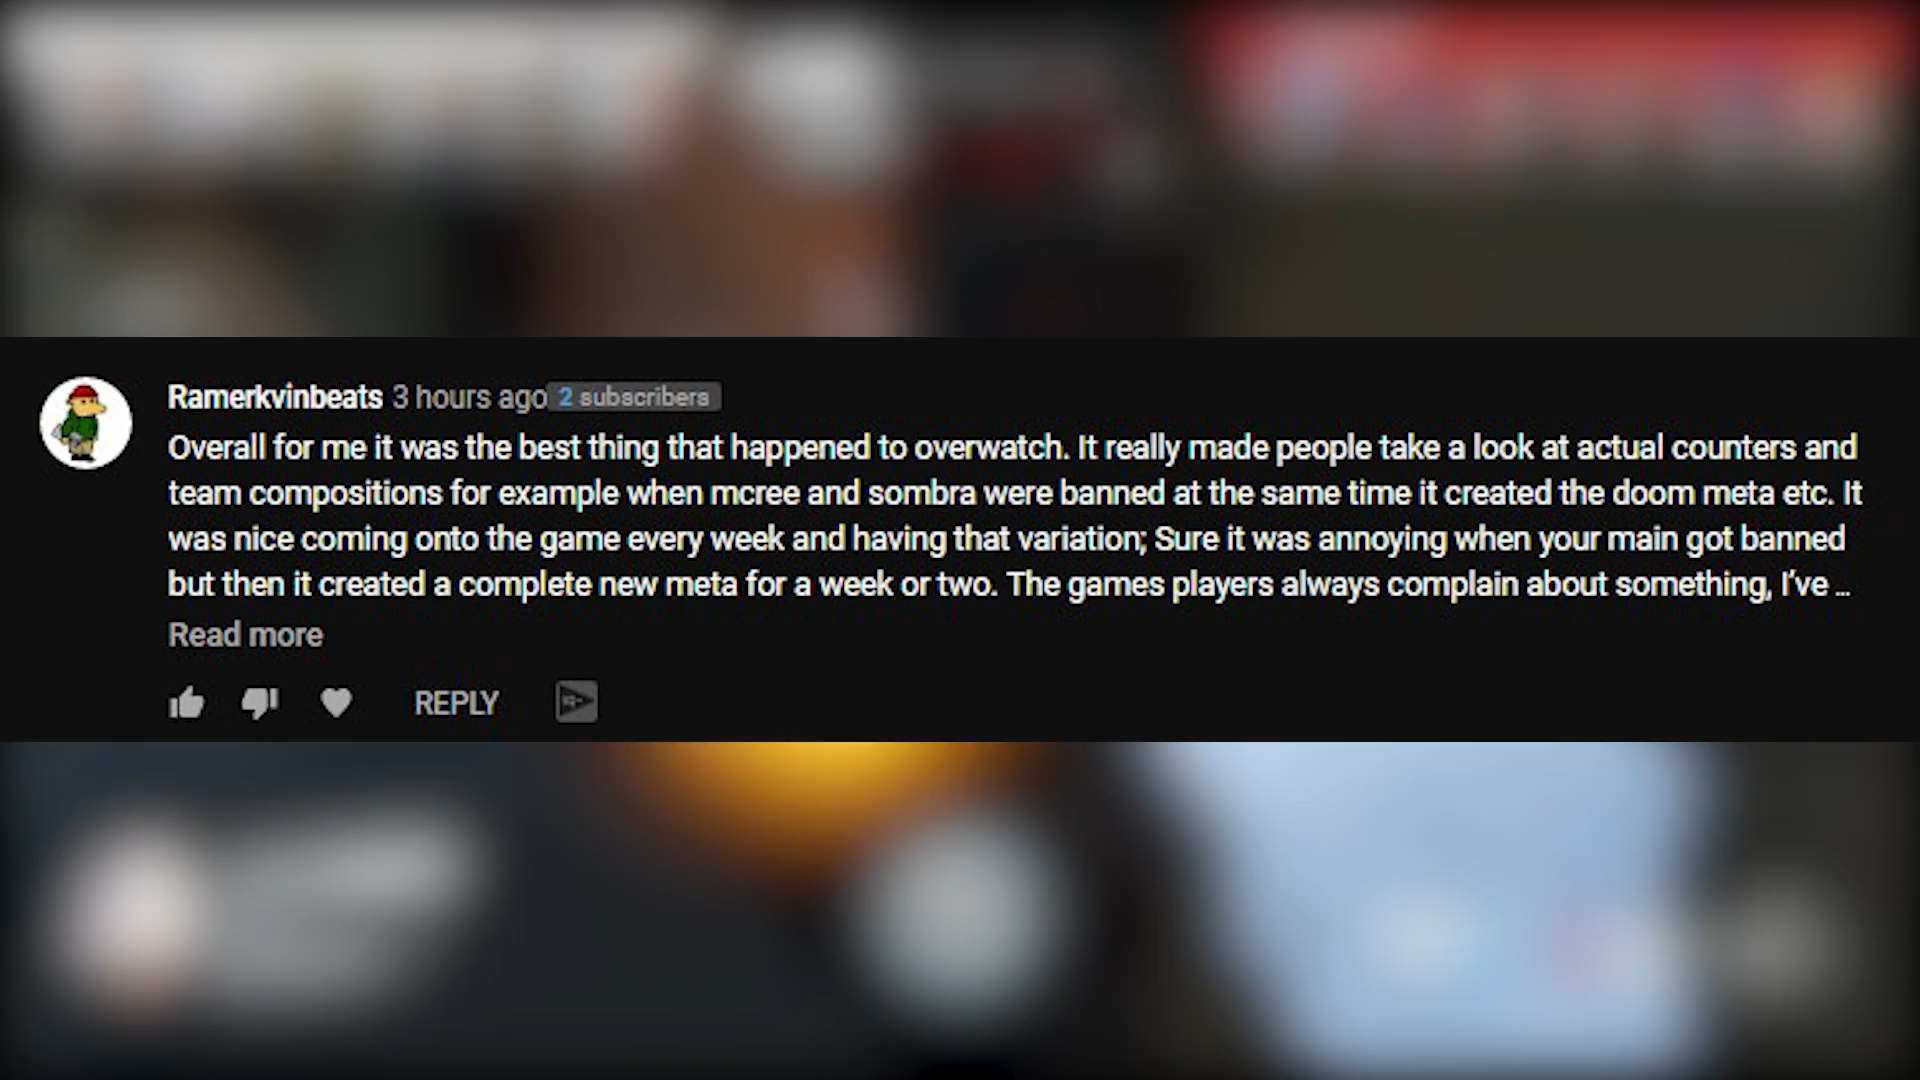 Ramerkvinbeats 3 hours ago 2 subscribers
Overall for me it was the best thing that happened to overwatch. It really made people take a look at actual counters and
team compositions for example when mcree and sombra were banned at the same time it created the doom meta etc. It
was nice coming onto the game every week and having that variation; Sure it was annoying when your main got banned
but then it created a complete new meta for a week or two. The games players always complain about something, I've ...
Read more
REPLY